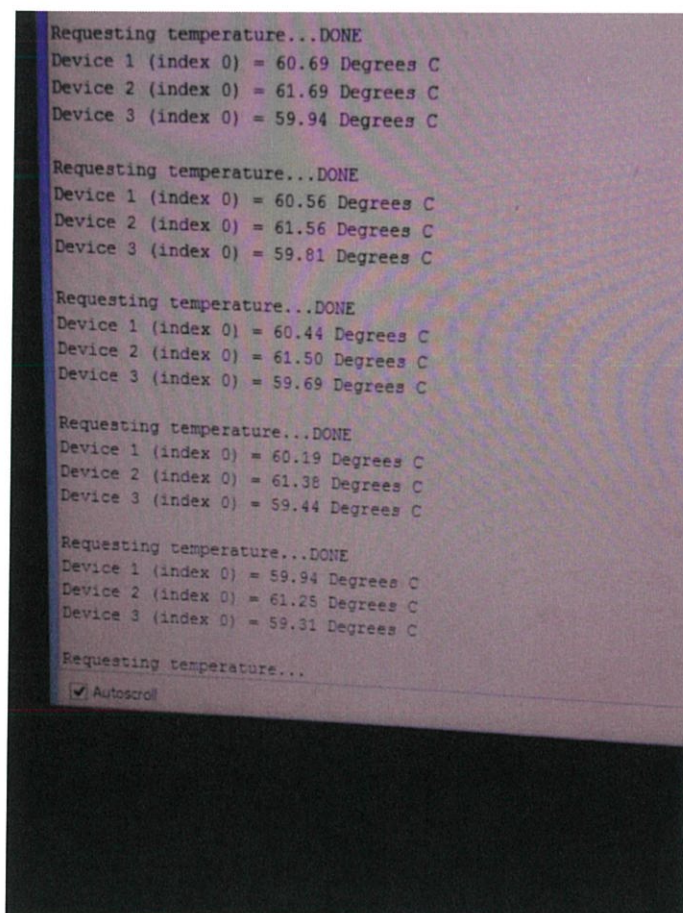 Requesting temperature...DONE
Device 1 (index 0) = 60.69 Degrees C
Device 2 (index 0) = 61.69 Degrees C
Device 3 (index 0) = 59.94 Degrees C
Requesting temperature...DONE
Device 1 (index 0) = 60.56 Degrees C
Device 2 (index 0) = 61.56 Degrees C
Device 3 (index 0) = 59.81 Degrees C
Requesting temperature...DONE
Device 1 (index 0) = 60.44 Degrees C
Device 2 (index 0) = 61.50 Degrees C
Device 3 (index 0) = 59.69 Degrees C
Requesting temperature...DONE
Device 1 (index 0) = 60.19 Degrees C
Device 2 (index 0) = 61.38 Degrees C
Device 3 (index 0) = 59.44 Degrees C
Requesting temperature...DONE
Device 1 (index 0) = 59.94 Degrees C
Device 2 (index 0) = 61.25 Degrees C
Device 3 (index 0) = 59.31 Degrees C
Requesting temperature...
Autoscroll